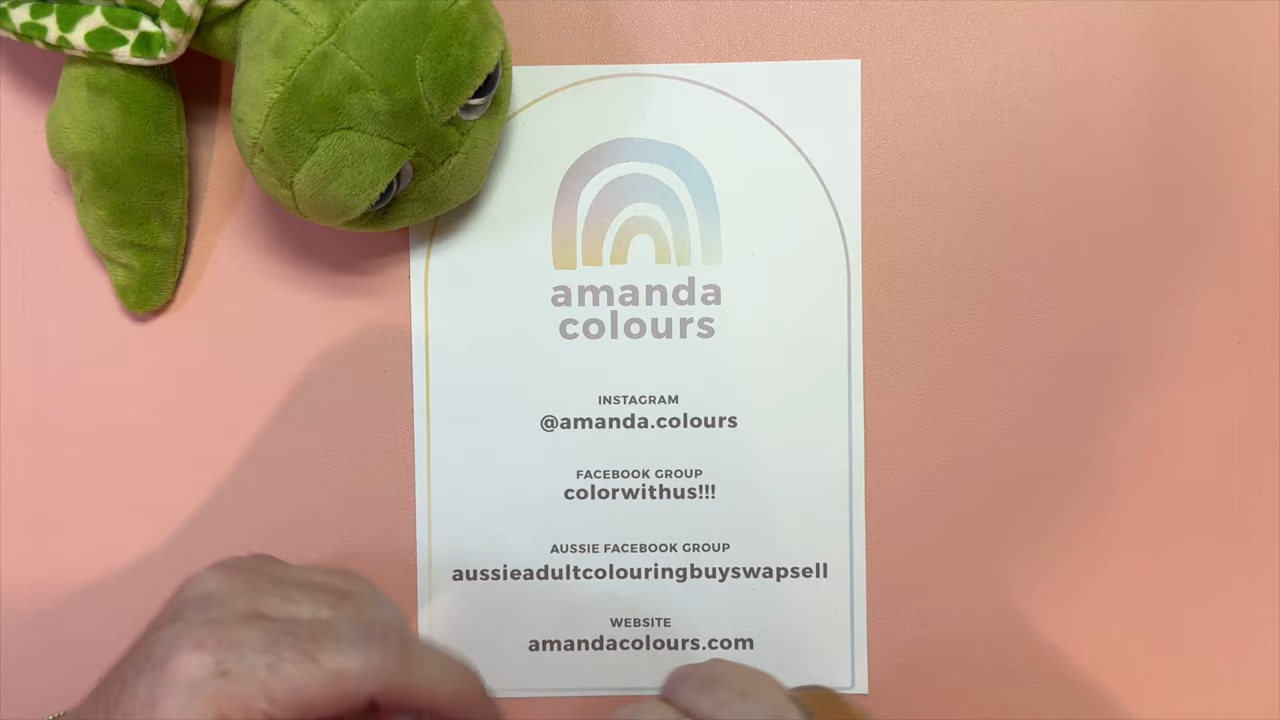 amanda
colours
INSTAGRAM
@amanda.colours
FACEBOOK GROUP
colorwithus!!!
AUSSIE FACEBOOK GROUP
aussieadultcolouringbuyswapsell
WEBSITE
amandacolours.com